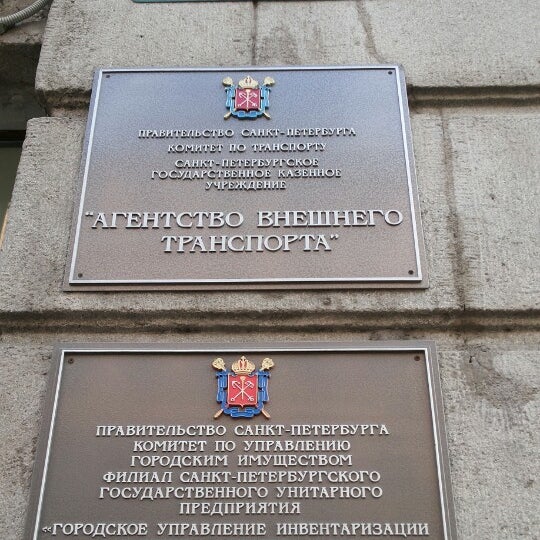 ПРАВИТЕЛЬСТВО САНКТ-ПЕТЕРБУРГА
КОМИТЕТ ПО ТРАНСПОРТУ
САНКТ-ПЕТЕРБУРГСКОЕ
ГОСУДАРСТВЕННОЕ КАЗЕННОЕ
УЧРЕЖДЕНИЕ
"АГЕНТСТВО ВНЕШНЕГО
ТРАНСПОРТА"
ПРАВИТЕЛЬСТВО САНКТ-ПЕТЕРБУРГА
КОМИТЕТ ПО УПРАВЛЕНИЮ
ГОРОДСКИМ ИМУЩЕСТВОМ
ФИЛИАЛ САНКТ-ПЕТЕРБУРГСКОГО
ГОСУДАРСТВЕННОГО УНИТАРНОГО
ПРЕДПРИЯТИЯ
«ГОРОДСКОЕ УПРАВЛЕНИЕ ИНВЕНТАРИЗАЦИИ